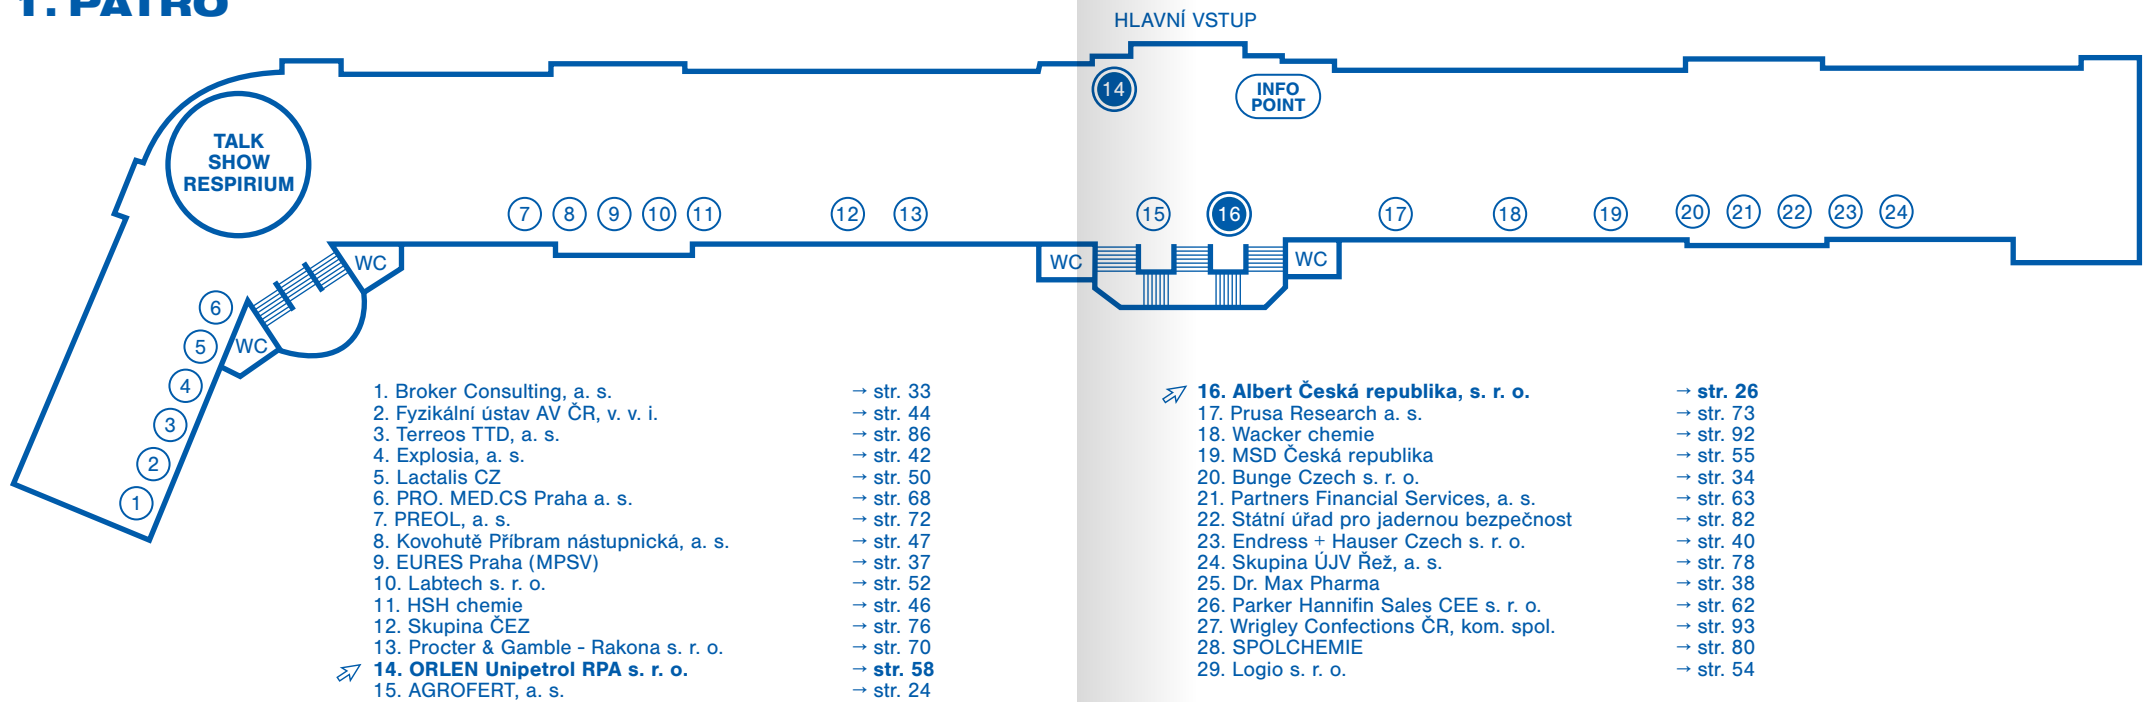 1. PATRO
HLAVNÍ VSTUP
14
INFO
POINT
TALK
SHOW
RESPIRIUM
7 8 9 10 11 12 13 15 16 17 18 19 20 21 22 23 24
WC
WC
WC
6
5
WC
4
3
2
1
1. Broker Consulting, a. s. → str. 33
2. Fyzikální ústav AV ČR, v. v. i. → str. 44
3. Terreos TTD, a. s. → str. 86
4. Explosia, a. s. → str. 42
5. Lactalis CZ → str. 50
6. PRO. MED.CS Praha a. s. → str. 68
7. PREOL, a. s. → str. 72
8. Kovohutě Příbram nástupnická, a. s. → str. 47
9. EURES Praha (MPSV) → str. 37
10. Labtech s. r. o. → str. 52
11. HSH chemie → str. 46
12. Skupina ČEZ → str. 76
13. Procter & Gamble - Rakona s. r. o. → str. 70
14. ORLEN Unipetrol RPA s. r. o. → str. 58
15. AGROFERT, a. s. → str. 24
16. Albert Česká republika, s. r. o. → str. 26
17. Prusa Research a. s. → str. 73
18. Wacker chemie → str. 92
19. MSD Česká republika → str. 55
20. Bunge Czech s. r. o. → str. 34
21. Partners Financial Services, a. s. → str. 63
22. Státní úřad pro jadernou bezpečnost → str. 82
23. Endress + Hauser Czech s. r. o. → str. 40
24. Skupina ÚJV Řež, a. s. → str. 78
25. Dr. Max Pharma → str. 38
26. Parker Hannifin Sales CEE s. r. o. → str. 62
27. Wrigley Confections ČR, kom. spol. → str. 93
28. SPOLCHEMIE → str. 80
29. Logio s. r. o. → str. 54